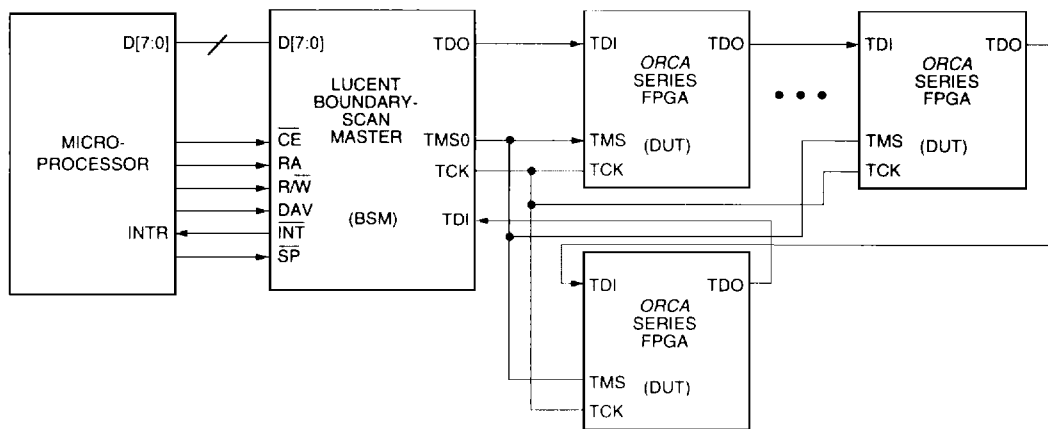 D[7:0]
MICRO-
PROCESSOR
INTR
D[7:0]
TDO
LUCENT
BOUNDARY-
SCAN
MASTER
CE
TMS0
RA
TCK
R/W
DAV
(BSM)
TDI
INT
SP
TDI
TDO
ORCA
SERIES
FPGA
TMS
(DUT)
TCK
TDI
TDO
ORCA
SERIES
FPGA
TMS
(DUT)
TCK
TDI
TDO
ORCA
SERIES
FPGA
TMS
(DUT)
TCK